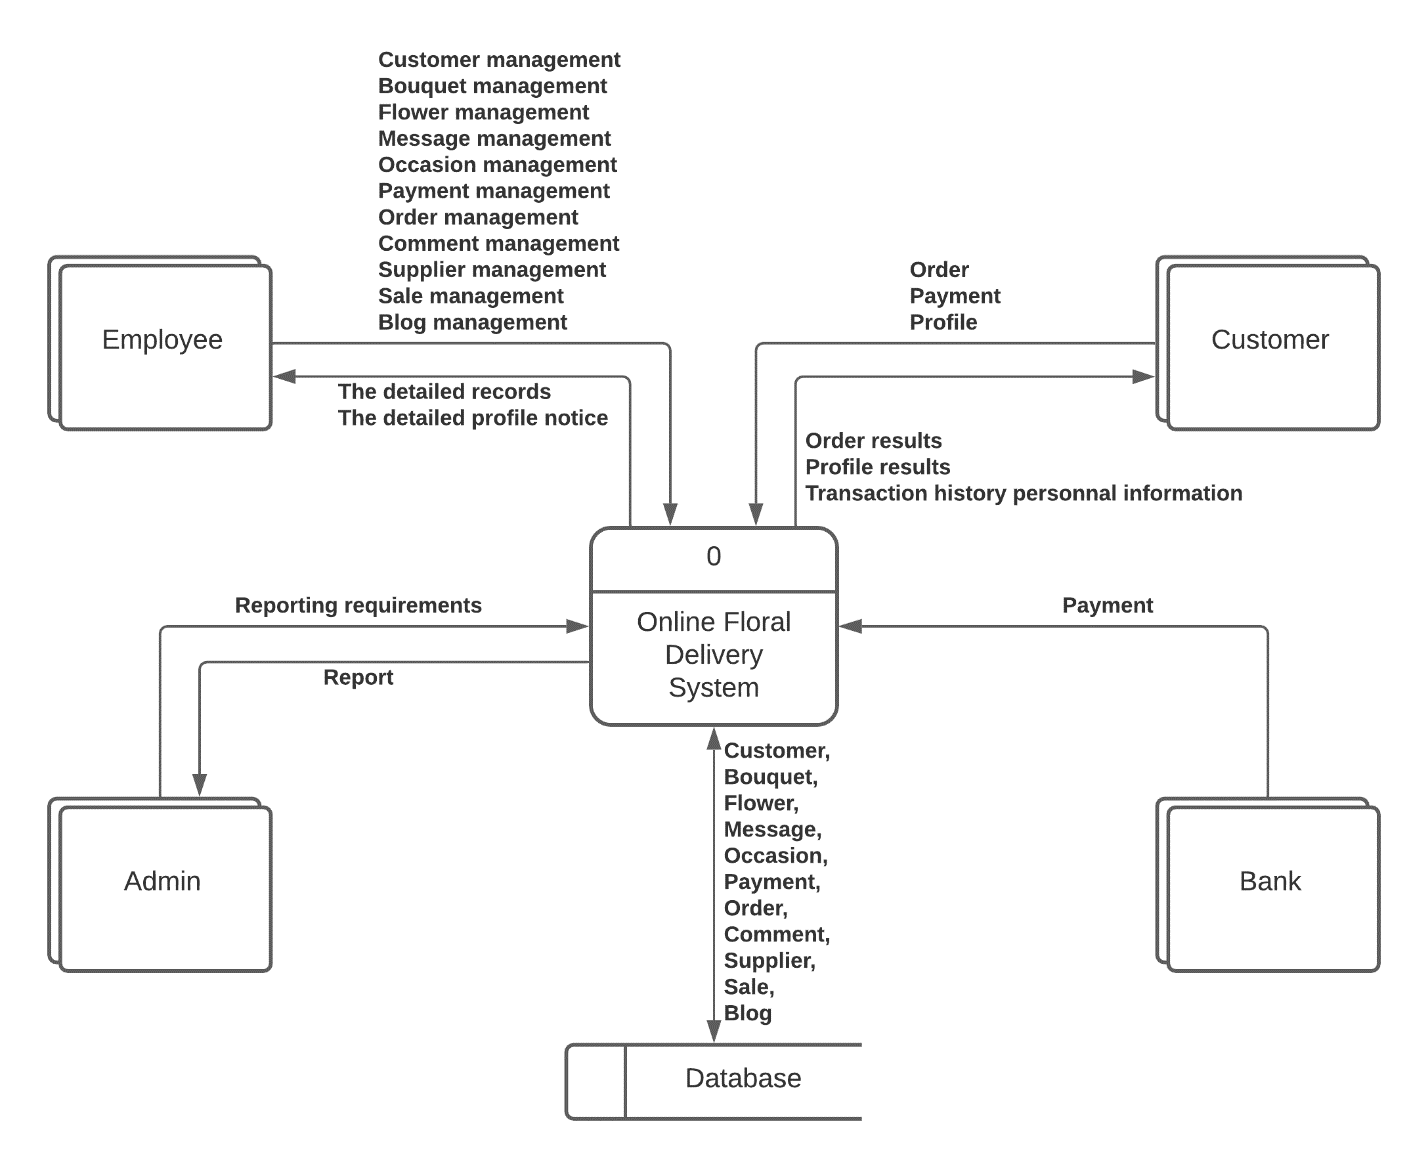 Customer management
Bouquet management
Flower management
Message management
Occasion management
Payment management
Order management
Comment management
Supplier management
Sale management
Blog management
Employee
The detailed records
The detailed profile notice
Order
Payment
Profile
Customer
Order results
Profile results
Transaction history personnal information
0
Online Floral
Delivery
System
Reporting requirements
Report
Payment
Admin
Bank
Customer,
Bouquet,
Flower,
Message,
Occasion,
Payment,
Order,
Comment,
Supplier,
Sale,
Blog
Database